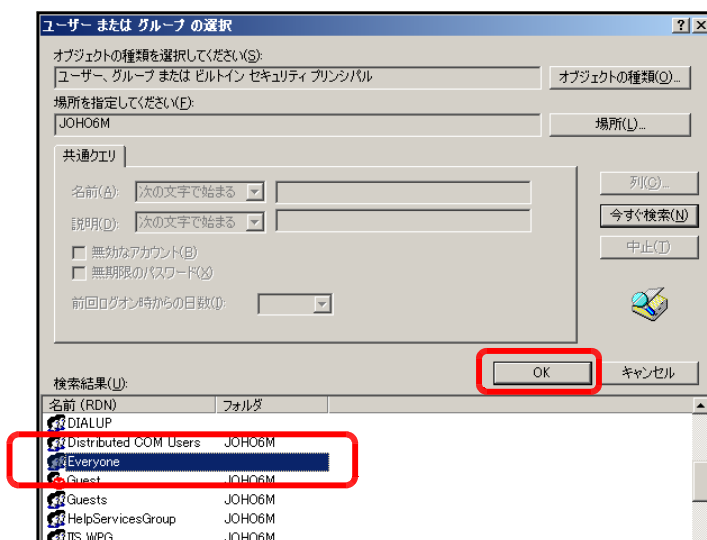 ユーザー または グループ の選択
オブジェクトの種類を選択してください(S):
ユーザー、グループ または ビルトイン セキュリティ プリンシパル
オブジェクトの種類(O)...
場所を指定してください(F):
JOHO6M
場所(L)...
共通クエリ
名前(A): 次の文字で始まる
列(C)...
説明(D): 次の文字で始まる
今すぐ検索(N)
無効なアカウント(B)
中止(T)
無期限のパスワード(X)
前回ログオン時からの日数(I):
OK
キャンセル
検索結果(U):
名前 (RDN) フォルダ
DIALUP
Distributed COM Users JOHO6M
Everyone
Guest JOHO6M
Guests JOHO6M
HelpServicesGroup JOHO6M
IIS_WPG JOHO6M